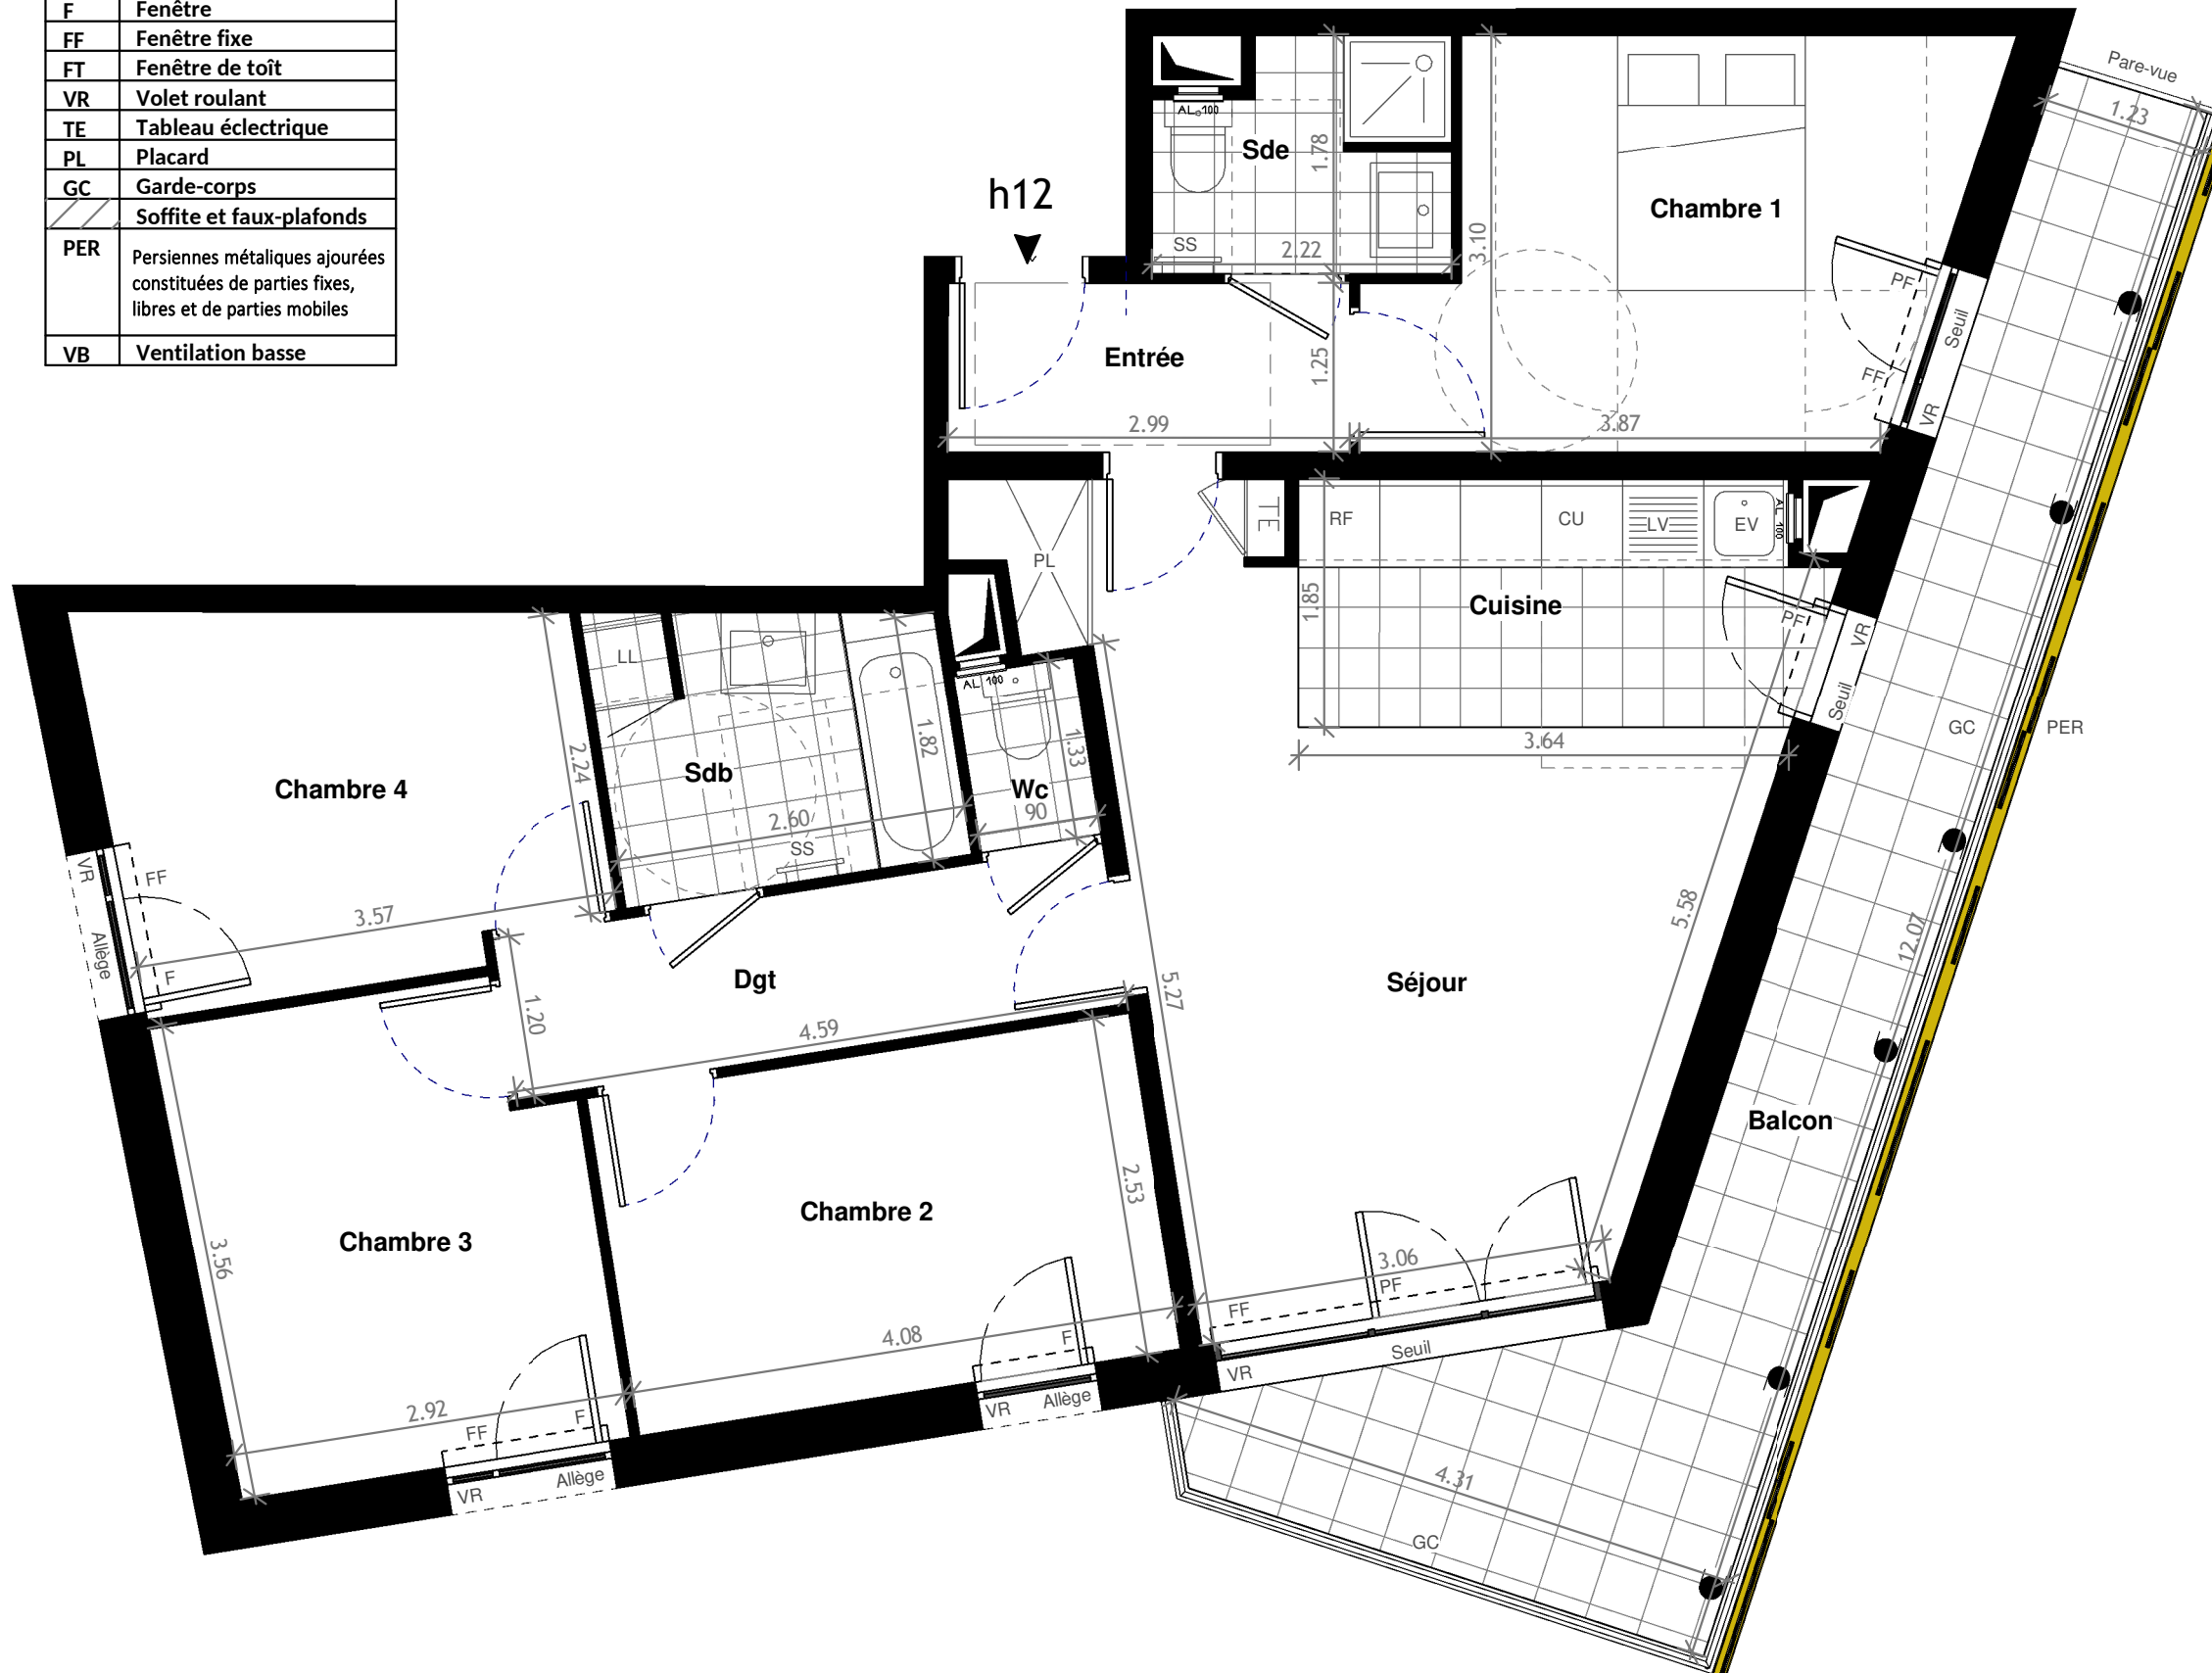 F Fenêtre
FF Fenêtre fixe
FT Fenêtre de toît
VR Volet roulant
TE Tableau éclectrique
PL Placard
GC Garde-corps
Soffite et faux-plafonds
PER Persiennes métaliques ajourées
constituées de parties fixes,
libres et de parties mobiles
VB Ventilation basse
h12
AL 100
Sde
1.78
SS
2.22
3.10
Chambre 1
Pare-vue
1.23
PF
Seuil
FF
VR
Entrée
1.25
2.99
3.87
PL
TE
RF
CU
LV
EV
AL 100
1.85
Cuisine
3.64
PF
VR
Seuil
GC
PER
LL
AL 100
1.82
1.33
2.24
Sdb
Wc
90
2.60
SS
Chambre 4
VR
FF
Allège
F
3.57
Dgt
1.20
4.59
5.27
Séjour
5.58
12.07
Balcon
2.53
Chambre 2
Chambre 3
3.56
3.06
FF
PF
VR
Seuil
4.08
F
VR
Allège
2.92
FF
F
VR
Allège
4.31
GC